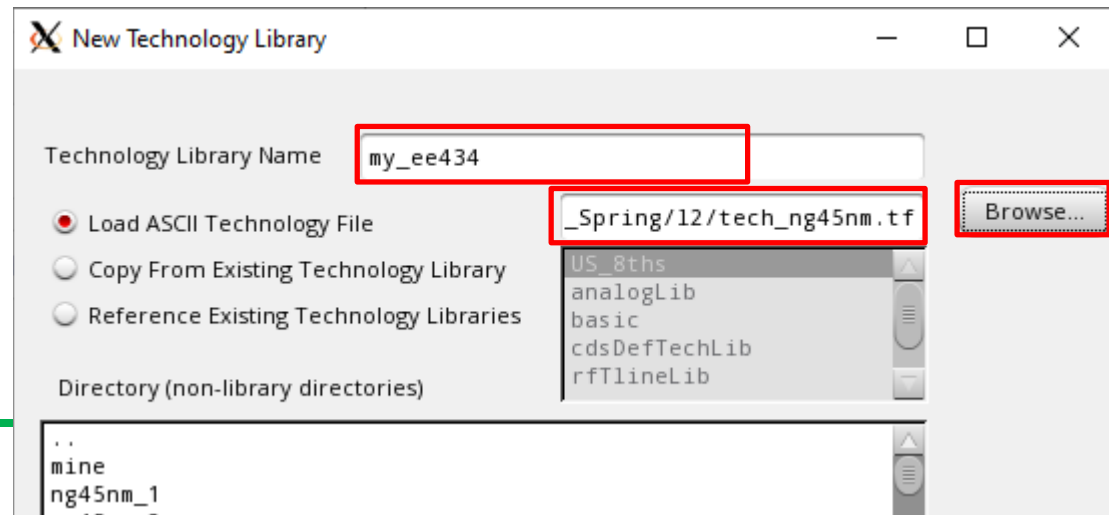 New Technology Library
Technology Library Name my_ee434
Load ASCII Technology File _Spring/l2/tech_ng45nm.tf Browse...
Copy From Existing Technology Library
Reference Existing Technology Libraries
US_8ths
analogLib
basic
cdsDefTechLib
rfTlineLib
Directory (non-library directories)
..
mine
ng45nm_1